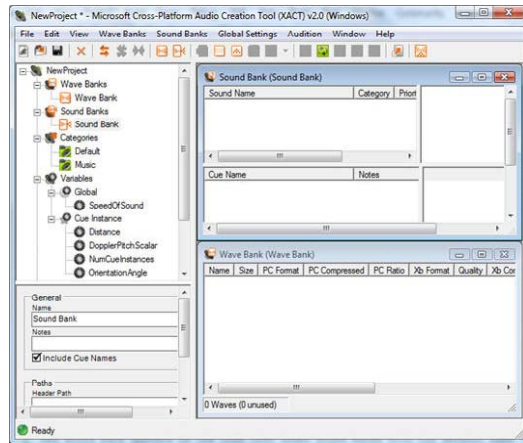 NewProject * - Microsoft Cross-Platform Audio Creation Tool (XACT) v2.0 (Windows)
File Edit View Wave Banks Sound Banks Global Settings Audition Window Help
NewProject
Wave Banks
Wave Bank
Sound Banks
Sound Bank
Categories
Default
Music
Variables
Global
SpeedOfSound
Cue Instance
Distance
DopplerPitchScalar
NumCueInstances
OrientationAngle
General
Name
Sound Bank
Notes
Include Cue Names
Paths
Header Path
Sound Bank (Sound Bank)
Sound Name Category Priori
Cue Name Notes
Wave Bank (Wave Bank)
Name Size PC Format PC Compressed PC Ratio Xb Format Quality Xb Cor
0 Waves (0 unused)
Ready